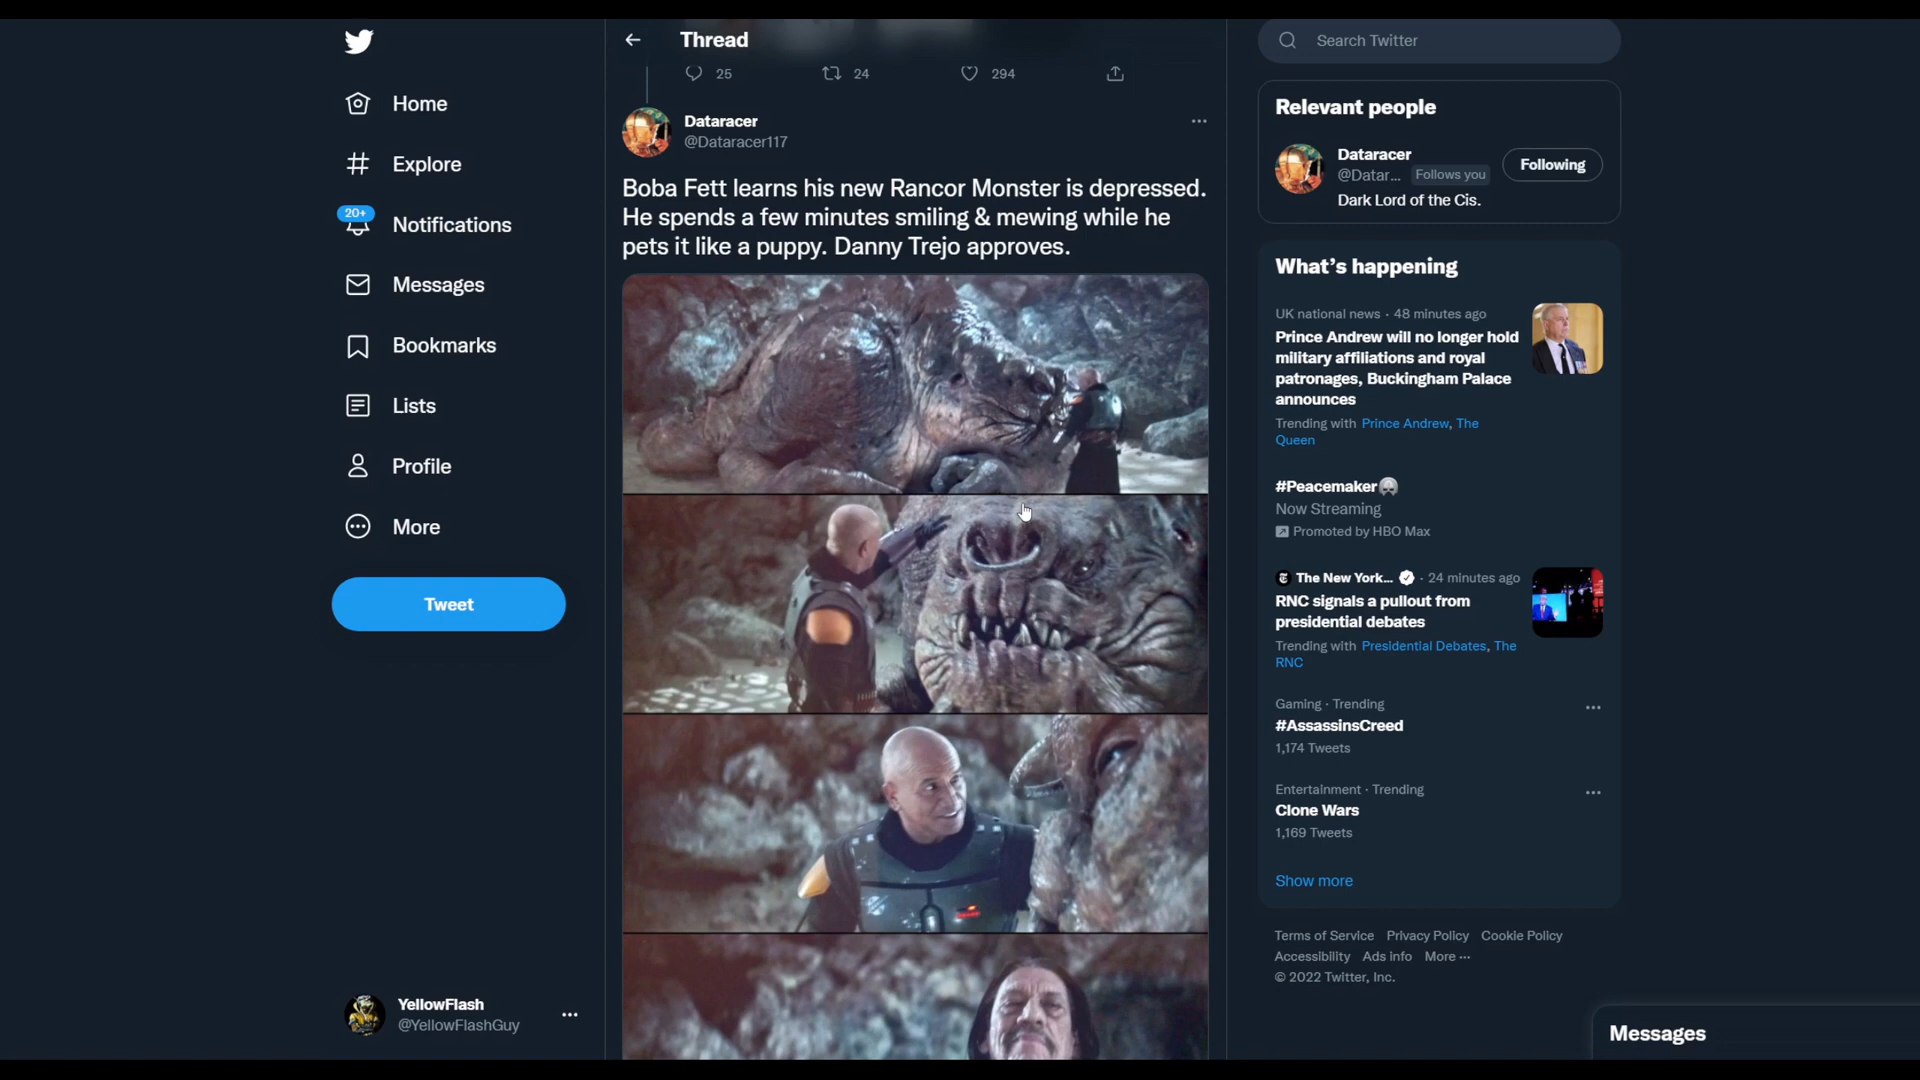 Home
Explore
20+
Notifications
Messages
Bookmarks
Lists
Profile
More
Tweet
YellowFlash
@YellowFlashGuy
Thread
25
24
294
Dataracer
@Dataracer117
Boba Fett learns his new Rancor Monster is depressed.
He spends a few minutes smiling & mewing while he
pets it like a puppy. Danny Trejo approves.
Search Twitter
Relevant people
Dataracer
@Datar... Follows you
Following
Dark Lord of the Cis.
What's happening
UK national news · 48 minutes ago
Prince Andrew will no longer hold
military affiliations and royal
patronages, Buckingham Palace
announces
Trending with Prince Andrew, The
Queen
#Peacemaker
Now Streaming
Promoted by HBO Max
The New York... · 24 minutes ago
RNC signals a pullout from
presidential debates
Trending with Presidential Debates, The
RNC
Gaming · Trending
#AssassinsCreed
1,174 Tweets
Entertainment · Trending
Clone Wars
1,169 Tweets
Show more
Terms of Service Privacy Policy Cookie Policy
Accessibility Ads info More ···
© 2022 Twitter, Inc.
Messages